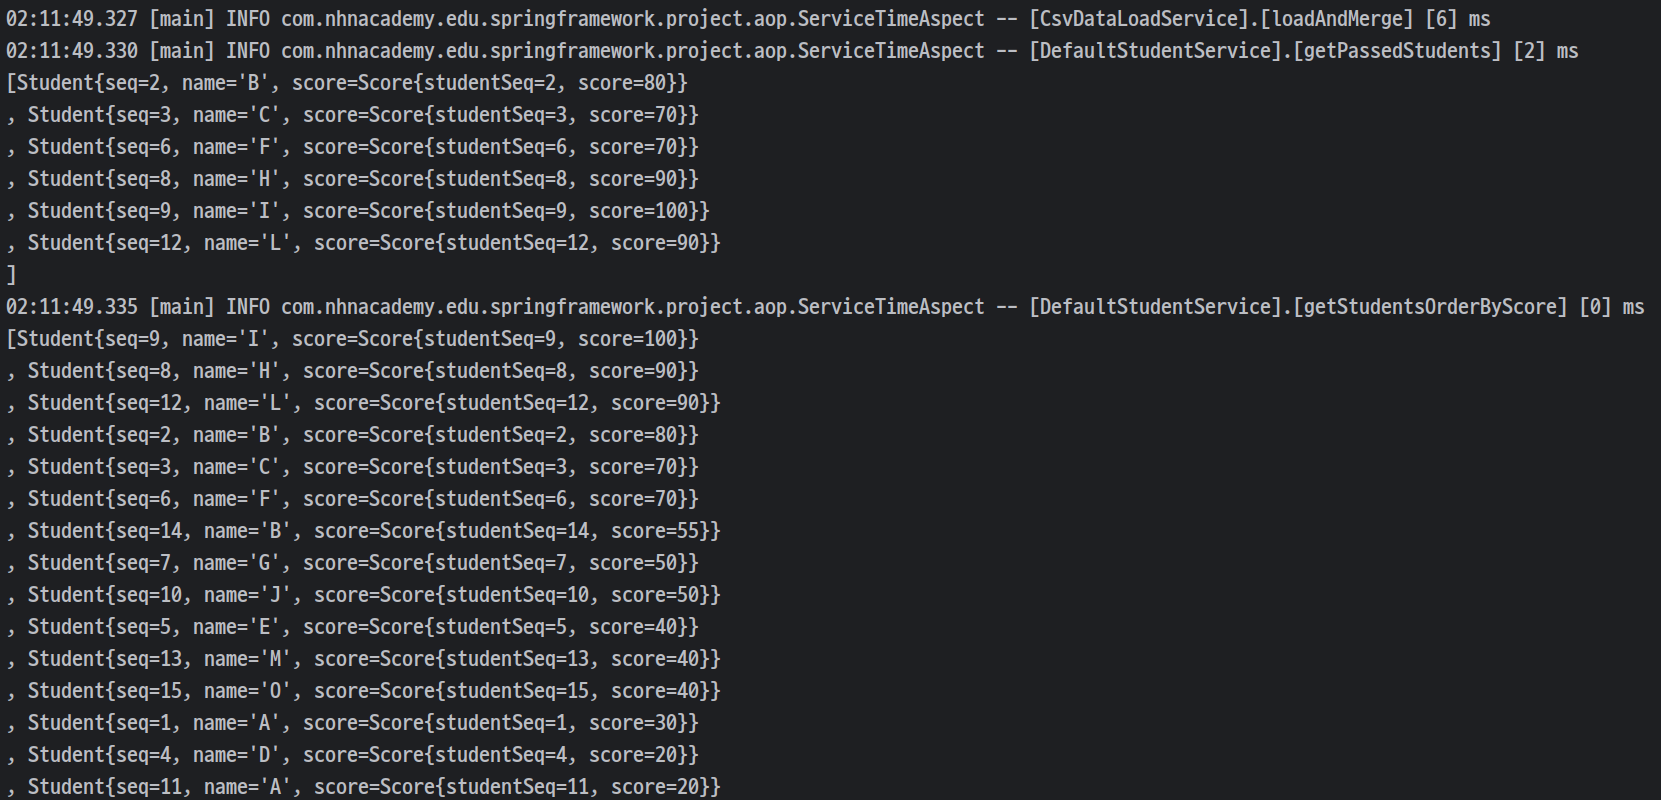 02:11:49.327 [main] INFO com.nhnacademy.edu.springframework.project.aop.ServiceTimeAspect -- [CsvDataLoadService].[loadAndMerge] [6] ms
02:11:49.330 [main] INFO com.nhnacademy.edu.springframework.project.aop.ServiceTimeAspect -- [DefaultStudentService].[getPassedStudents] [2] ms
[Student{seq=2, name='B', score=Score{studentSeq=2, score=80}}
, Student{seq=3, name='C', score=Score{studentSeq=3, score=70}}
, Student{seq=6, name='F', score=Score{studentSeq=6, score=70}}
, Student{seq=8, name='H', score=Score{studentSeq=8, score=90}}
, Student{seq=9, name='I', score=Score{studentSeq=9, score=100}}
, Student{seq=12, name='L', score=Score{studentSeq=12, score=90}}
]
02:11:49.335 [main] INFO com.nhnacademy.edu.springframework.project.aop.ServiceTimeAspect -- [DefaultStudentService].[getStudentsOrderByScore] [0] ms
[Student{seq=9, name='I', score=Score{studentSeq=9, score=100}}
, Student{seq=8, name='H', score=Score{studentSeq=8, score=90}}
, Student{seq=12, name='L', score=Score{studentSeq=12, score=90}}
, Student{seq=2, name='B', score=Score{studentSeq=2, score=80}}
, Student{seq=3, name='C', score=Score{studentSeq=3, score=70}}
, Student{seq=6, name='F', score=Score{studentSeq=6, score=70}}
, Student{seq=14, name='B', score=Score{studentSeq=14, score=55}}
, Student{seq=7, name='G', score=Score{studentSeq=7, score=50}}
, Student{seq=10, name='J', score=Score{studentSeq=10, score=50}}
, Student{seq=5, name='E', score=Score{studentSeq=5, score=40}}
, Student{seq=13, name='M', score=Score{studentSeq=13, score=40}}
, Student{seq=15, name='O', score=Score{studentSeq=15, score=40}}
, Student{seq=1, name='A', score=Score{studentSeq=1, score=30}}
, Student{seq=4, name='D', score=Score{studentSeq=4, score=20}}
, Student{seq=11, name='A', score=Score{studentSeq=11, score=20}}